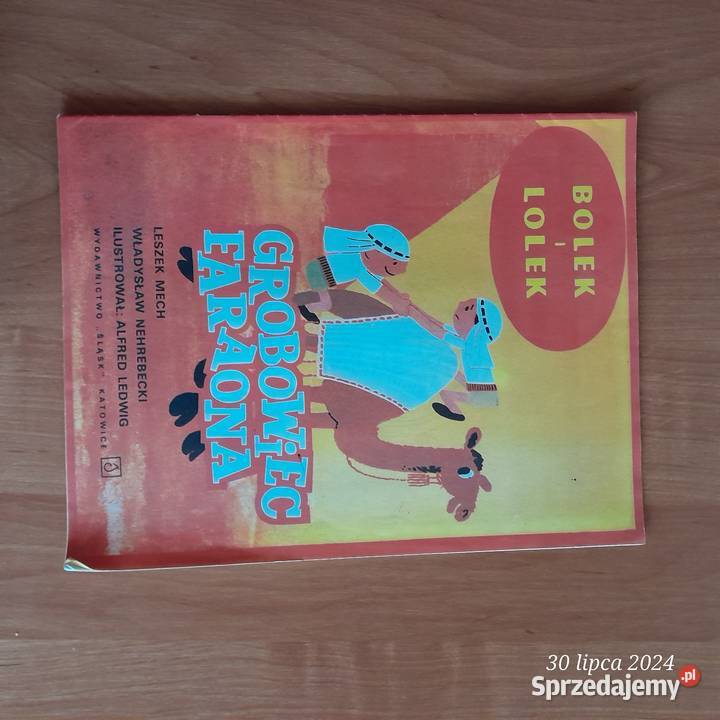 BOLEK
I
LOLEK
GROBOWIEC
FARAONA
LESZEK MECH
WŁADYSŁAW NEHREBECKI
ILUSTROWAŁ: ALFRED LEDWIG
WYDAWNICTWO „ŚLĄSK" KATOWICE
30 lipca 2024
Sprzedajemy.pl